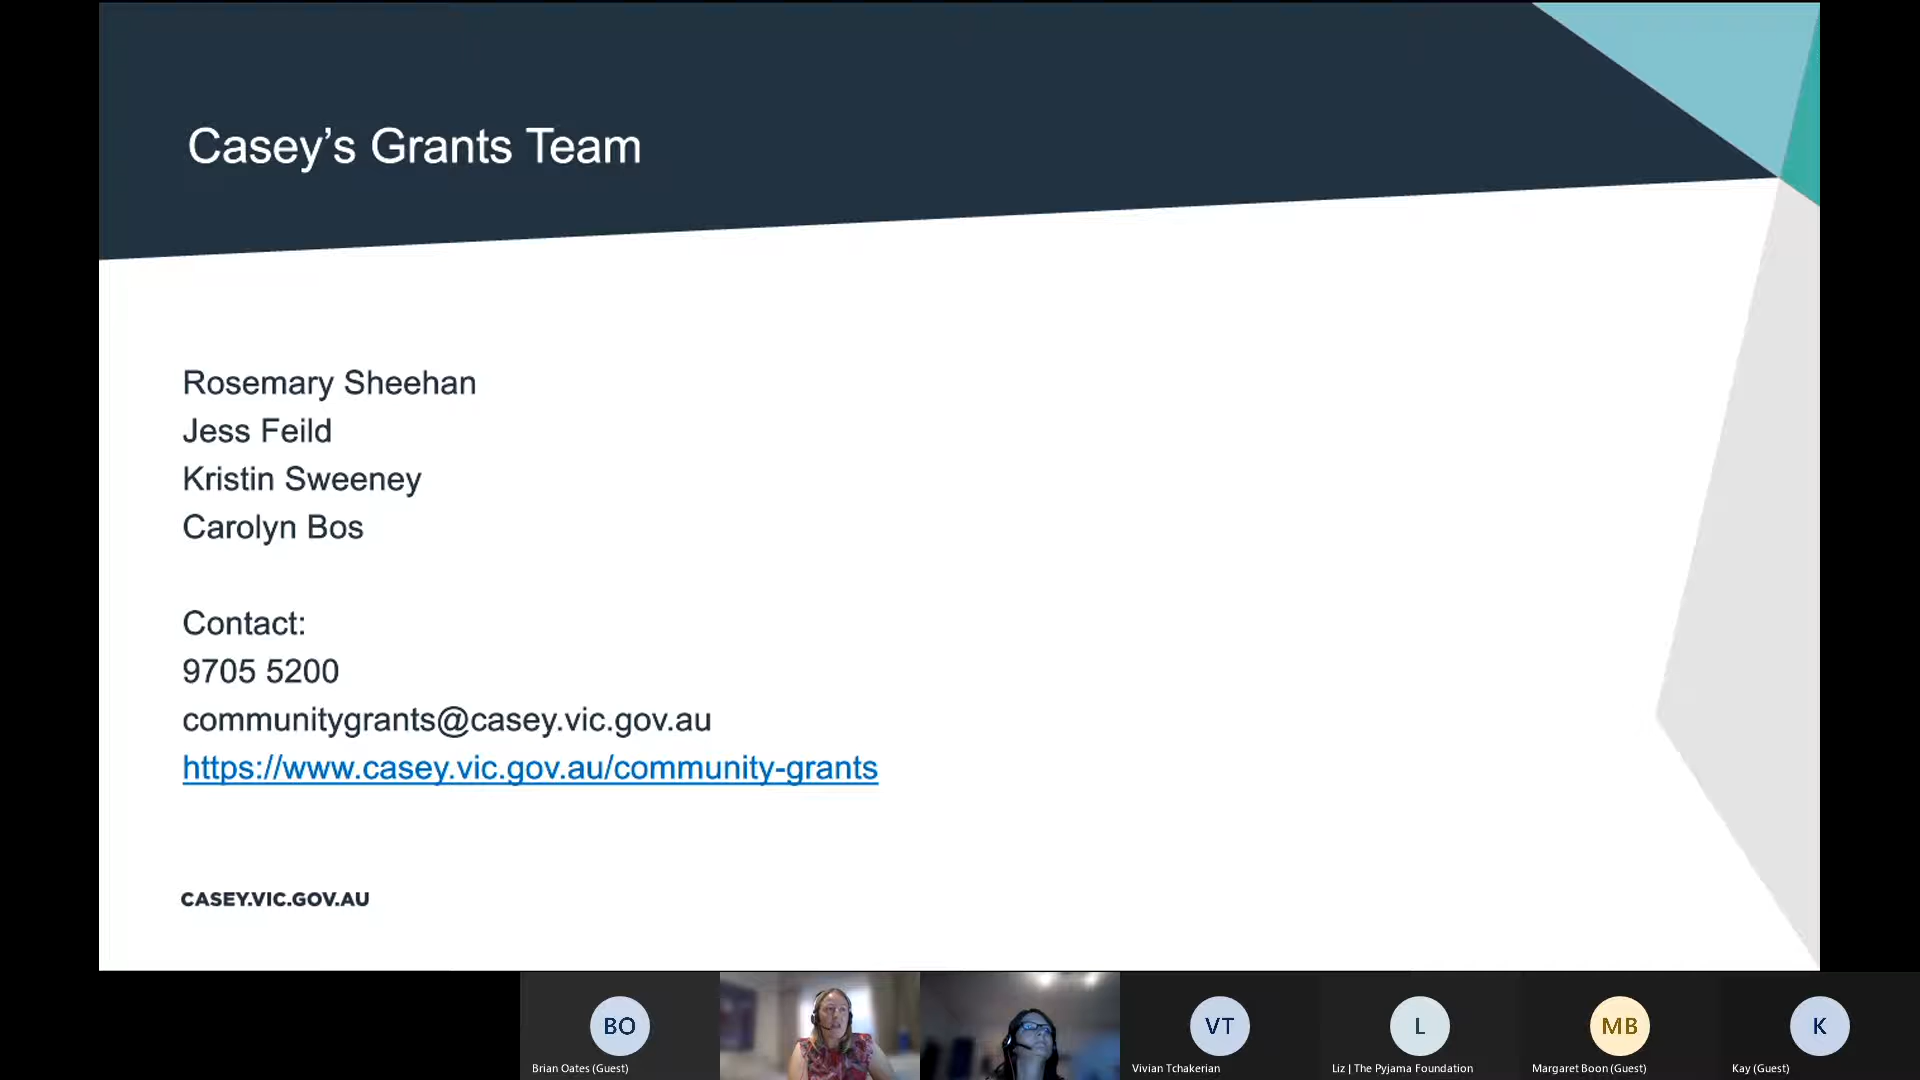 Casey’s Grants Team
Rosemary Sheehan
Jess Feild
Kristin Sweeney
Carolyn Bos
Contact:
9705 5200
communitygrants@casey.vic.gov.au
https://www.casey.vic.gov.au/community-grants
CASEY.VIC.GOV.AU
BO
VT
L
MB
K
Brian Oates (Guest)
Vivian Tchakerian
Liz | The Pyjama Foundation
Margaret Boon (Guest)
Kay (Guest)